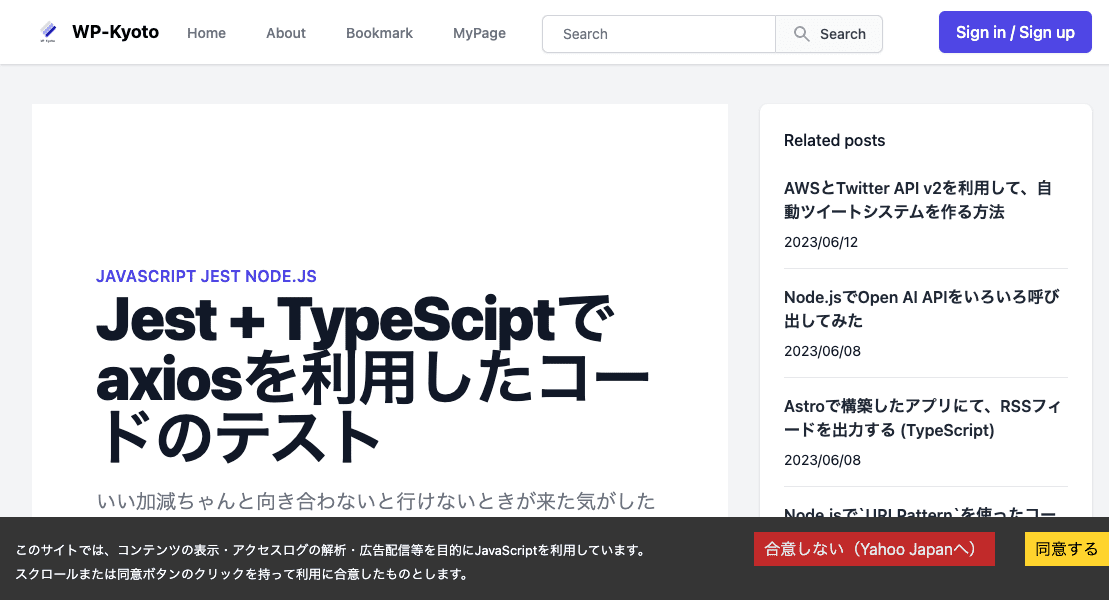 WP-Kyoto
Home
About
Bookmark
MyPage
Search
Search
Sign in / Sign up
JAVASCRIPT JEST NODE.JS
Jest + TypeSciptで
axiosを利用したコー
ドのテスト
いい加減ちゃんと向き合わないと行けないときが来た気がした
Related posts
AWSとTwitter API v2を利用して、自
動ツイートシステムを作る方法
2023/06/12
Node.jsでOpen AI APIをいろいろ呼び
出してみた
2023/06/08
Astroで構築したアプリにて、RSSフィ
ードを出力する (TypeScript)
2023/06/08
Node.jsで`URLPattern`を使ったコー
このサイトでは、コンテンツの表示・アクセスログの解析・広告配信等を目的にJavaScriptを利用しています。
スクロールまたは同意ボタンのクリックを持って利用に合意したものとします。
合意しない（Yahoo Japanへ）
同意する